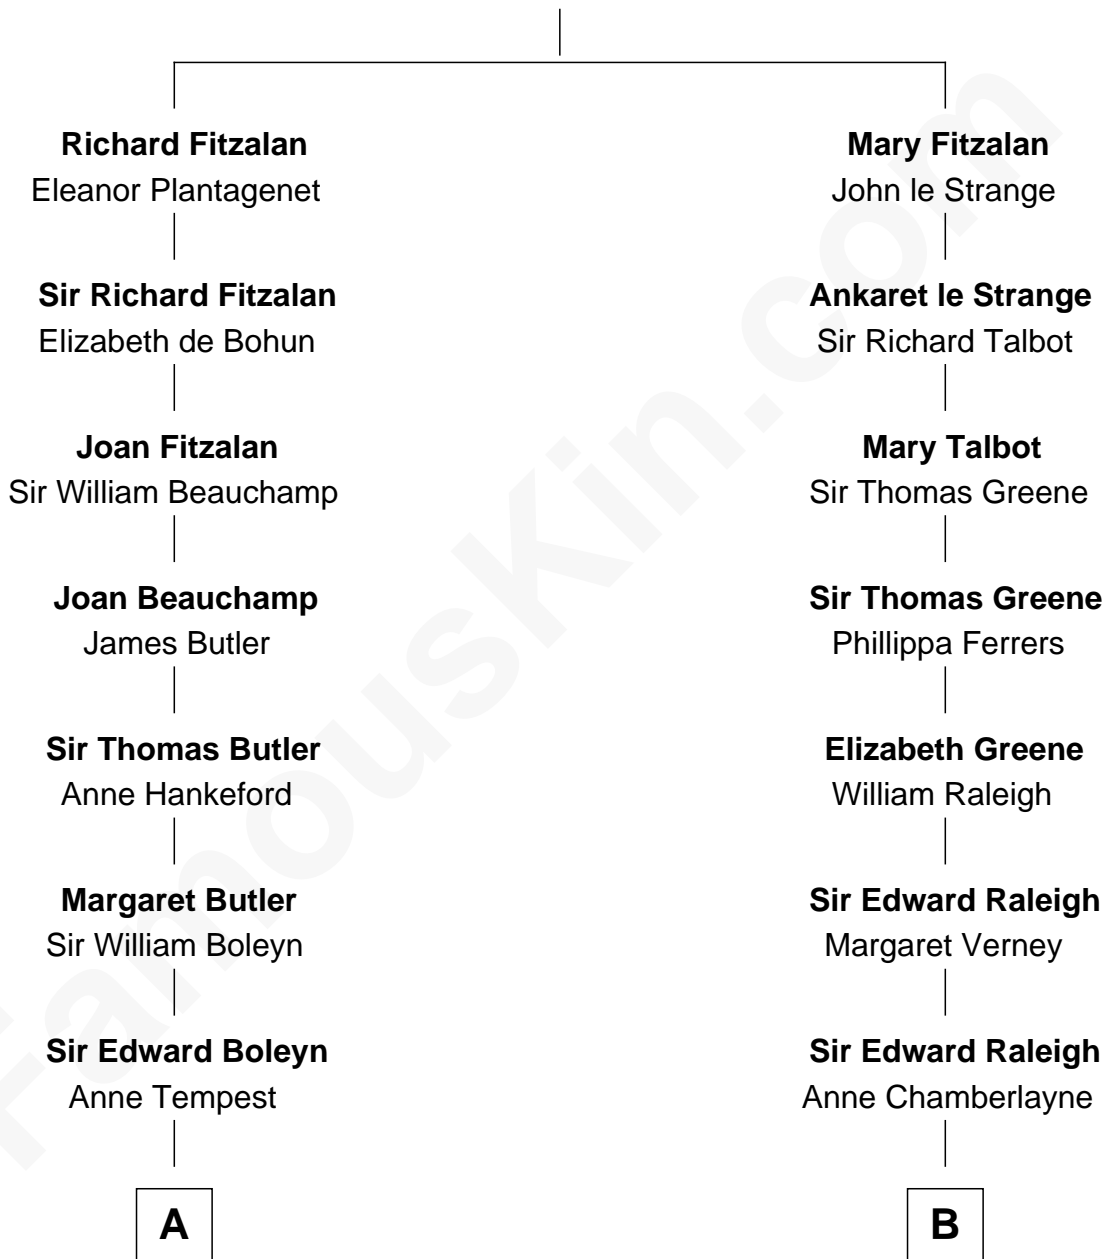 Richard Fitzalan
Eleanor Plantagenet
Sir Richard Fitzalan
Elizabeth de Bohun
Joan Fitzalan
Sir William Beauchamp
Joan Beauchamp
James Butler
Sir Thomas Butler
Anne Hankeford
Margaret Butler
Sir William Boleyn
Sir Edward Boleyn
Anne Tempest
A
Mary Fitzalan
John le Strange
Ankaret le Strange
Sir Richard Talbot
Mary Talbot
Sir Thomas Greene
Sir Thomas Greene
Phillippa Ferrers
Elizabeth Greene
William Raleigh
Sir Edward Raleigh
Margaret Verney
Sir Edward Raleigh
Anne Chamberlayne
B
FamousKin.com